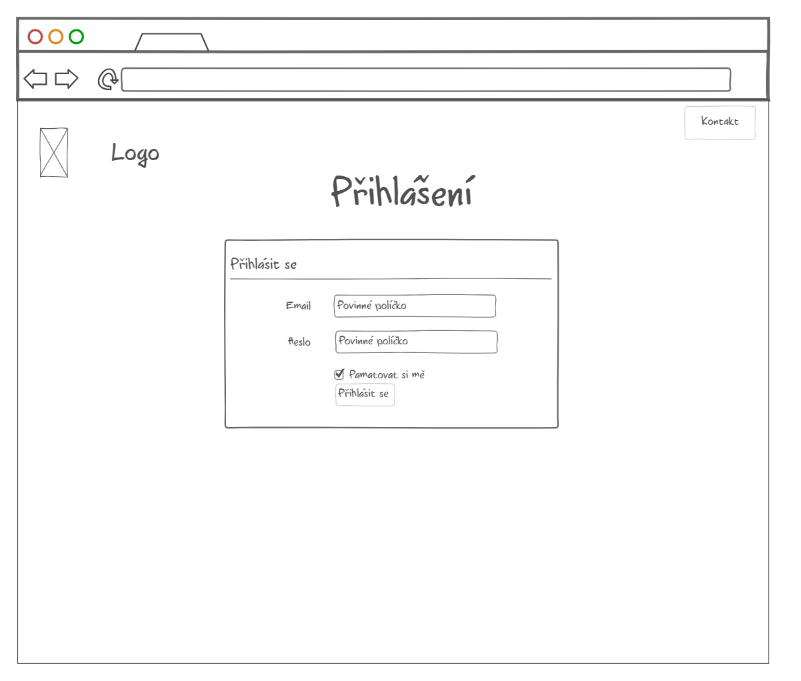 Kontakt
Logo
Přihlášení
Přihlásit se
Email
Povinné políčko
Heslo
Povinné políčko
Pamatovat si mě
Přihlásit se